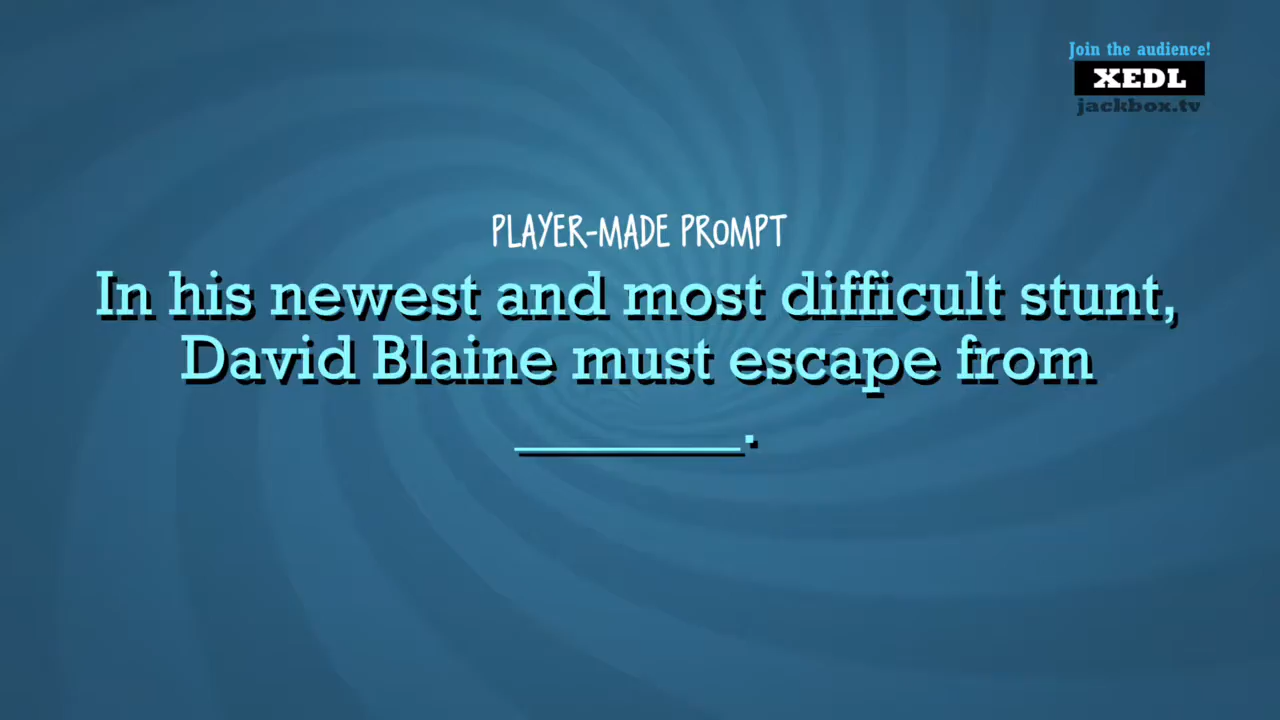 Join the audience!
XEDL
jackbox.tv
PLAYER-MADE PROMPT
In his newest and most difficult stunt,
David Blaine must escape from
________.